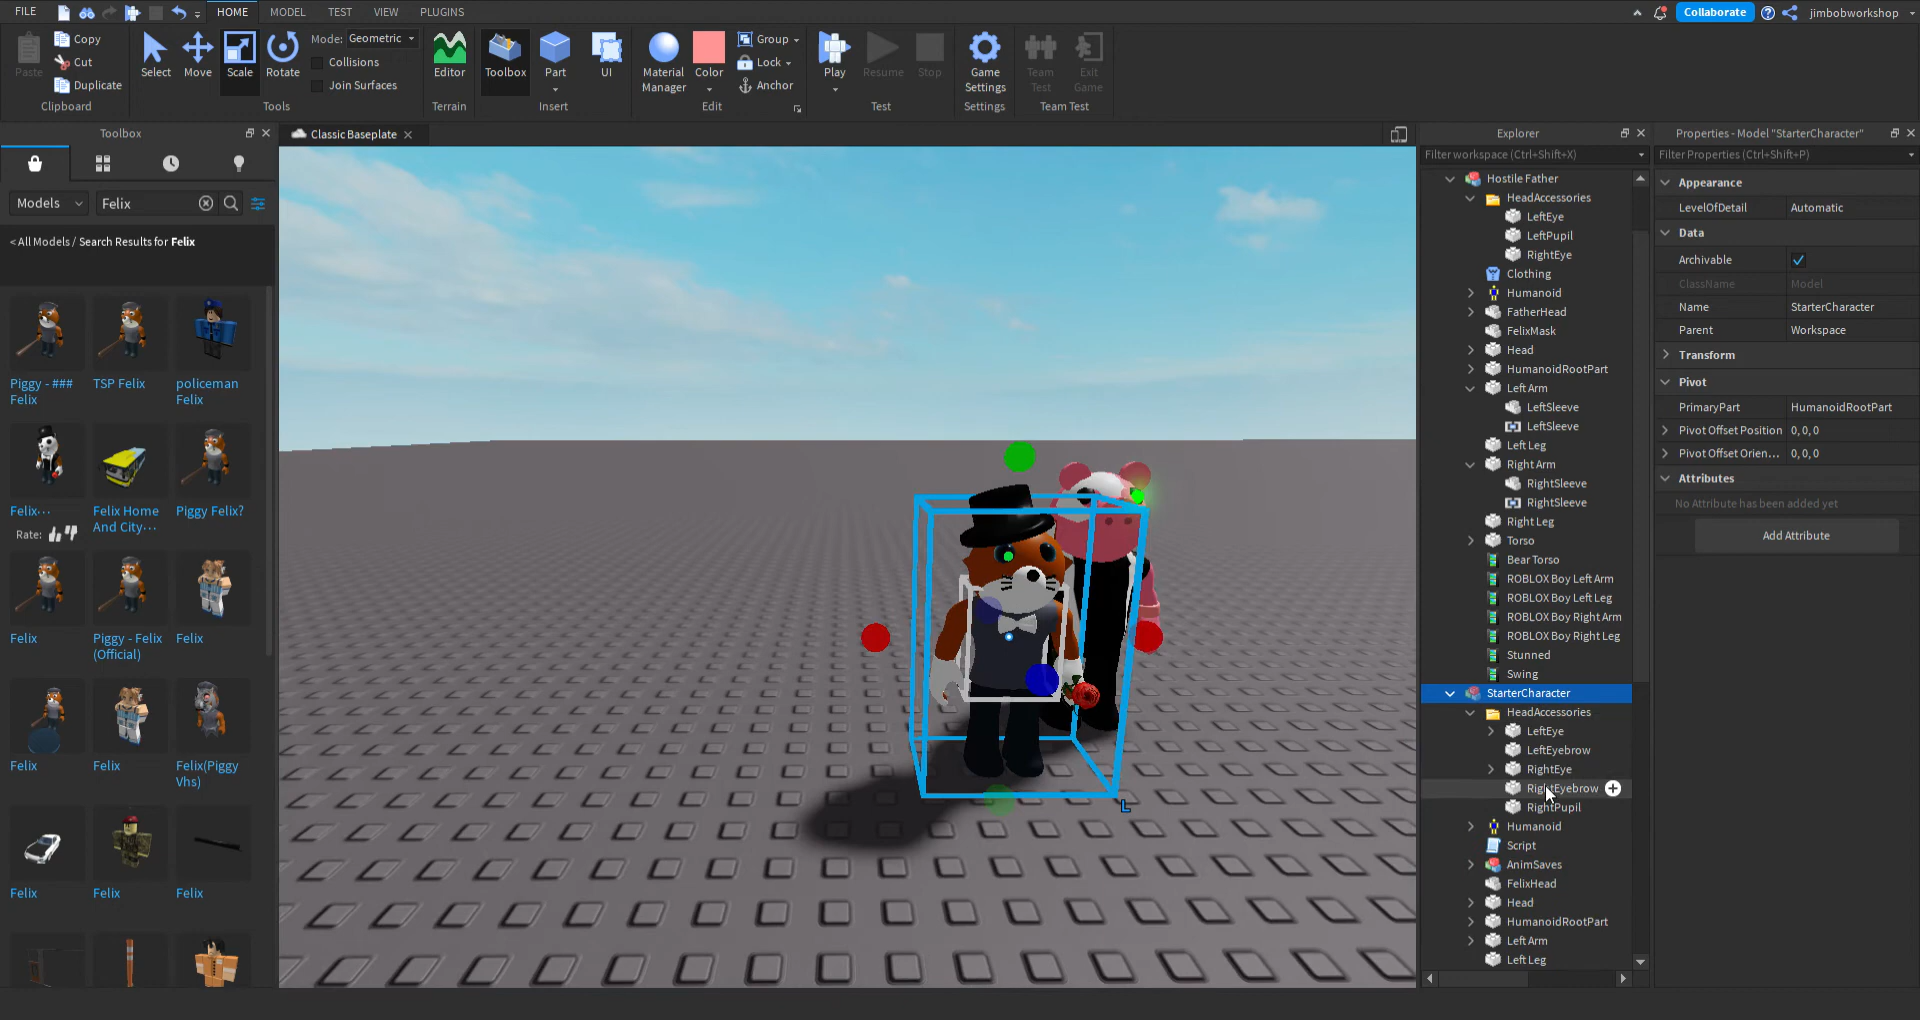 FILE
HOME
MODEL
TEST
VIEW
PLUGINS
Collaborate
jimbobworkshop
Paste
Copy
Cut
Duplicate
Clipboard
Select
Move
Scale
Rotate
Mode: Geometric
Collisions
Join Surfaces
Tools
Editor
Terrain
Toolbox
Part
UI
Insert
Material
Manager
Color
Group
Lock
Anchor
Edit
Play
Resume
Stop
Test
Game
Settings
Settings
Team
Test
Exit
Game
Team Test
Toolbox
Models
Felix
< All Models / Search Results for Felix
Piggy - ###
Felix
TSP Felix
policeman
Felix
Felix...
Rate:
Felix Home
And City...
Piggy Felix?
Felix
Piggy - Felix
(Official)
Felix
Felix
Felix
Felix(Piggy
Vhs)
Felix
Felix
Felix
Classic Baseplate
L
Explorer
Filter workspace (Ctrl+Shift+X)
Hostile Father
HeadAccessories
LeftEye
LeftPupil
RightEye
Clothing
Humanoid
FatherHead
FelixMask
Head
HumanoidRootPart
Left Arm
LeftSleeve
LeftSleeve
Left Leg
Right Arm
RightSleeve
RightSleeve
Right Leg
Torso
Bear Torso
ROBLOX Boy Left Arm
ROBLOX Boy Left Leg
ROBLOX Boy Right Arm
ROBLOX Boy Right Leg
Stunned
Swing
StarterCharacter
HeadAccessories
LeftEye
LeftEyebrow
RightEye
RightEyebrow
RightPupil
Humanoid
Script
AnimSaves
FelixHead
Head
HumanoidRootPart
Left Arm
Left Leg
Properties - Model "StarterCharacter"
Filter Properties (Ctrl+Shift+P)
Appearance
LevelOfDetail Automatic
Data
Archivable
ClassName Model
Name StarterCharacter
Parent Workspace
Transform
Pivot
PrimaryPart HumanoidRootPart
Pivot Offset Position 0, 0, 0
Pivot Offset Orien... 0, 0, 0
Attributes
No Attribute has been added yet
Add Attribute